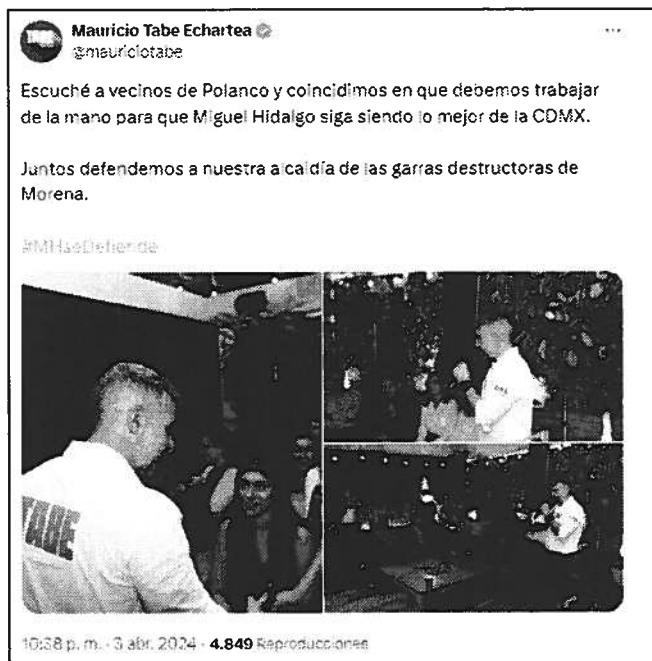 TABE
Mauricio Tabe Echartea
@mauriciotabe
Escuché a vecinos de Polanco y coincidimos en que debemos trabajar
de la mano para que Miguel Hidalgo siga siendo lo mejor de la CDMX.
Juntos defendemos a nuestra alcaldía de las garras destructoras de
Morena.
#MHseDefiende
TABE
10:38 p. m. · 3 abr. 2024 · 4.849 Reproducciones